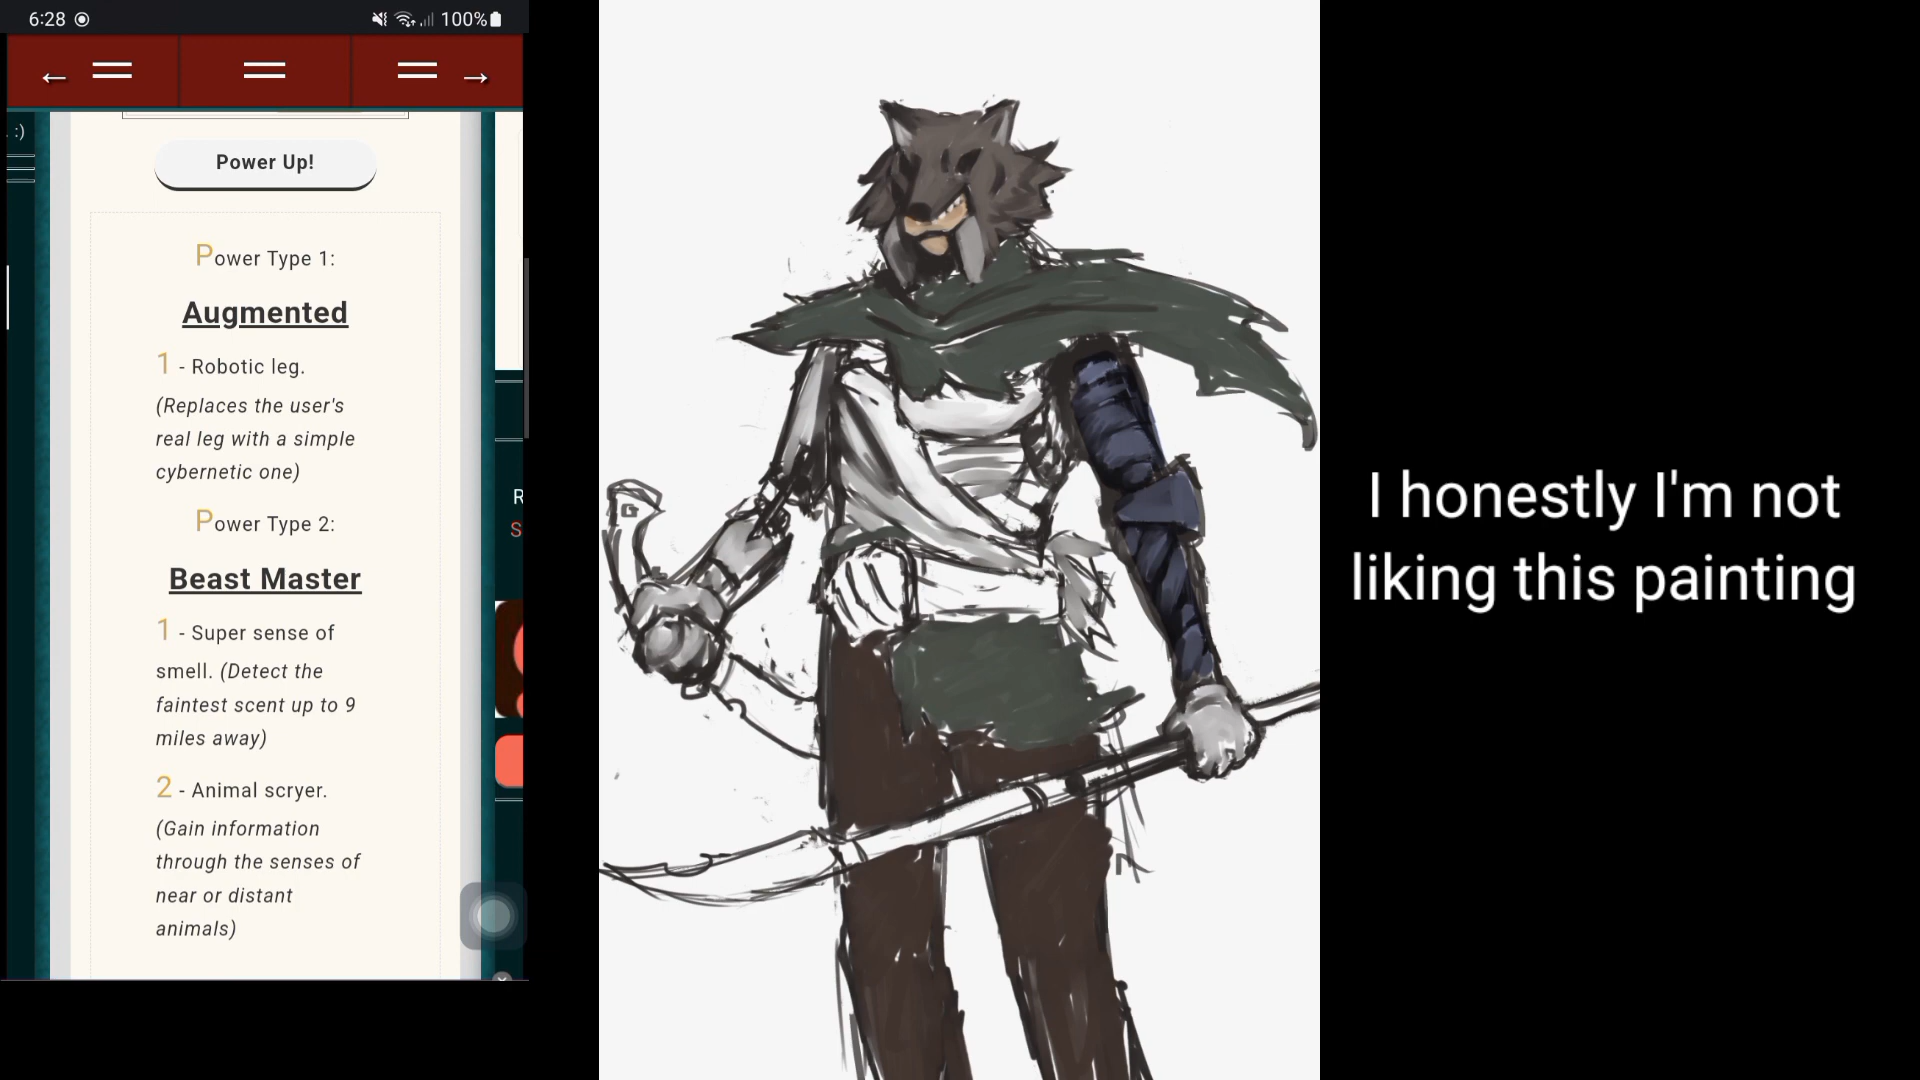 6:28
100%
. :)
Power Up!
Power Type 1:
Augmented
1 - Robotic leg.
(Replaces the user's
real leg with a simple
cybernetic one)
Power Type 2:
Beast Master
1 - Super sense of
smell. (Detect the
faintest scent up to 9
miles away)
2 - Animal scryer.
(Gain information
through the senses of
near or distant
animals)
R
S
I honestly I'm not
liking this painting